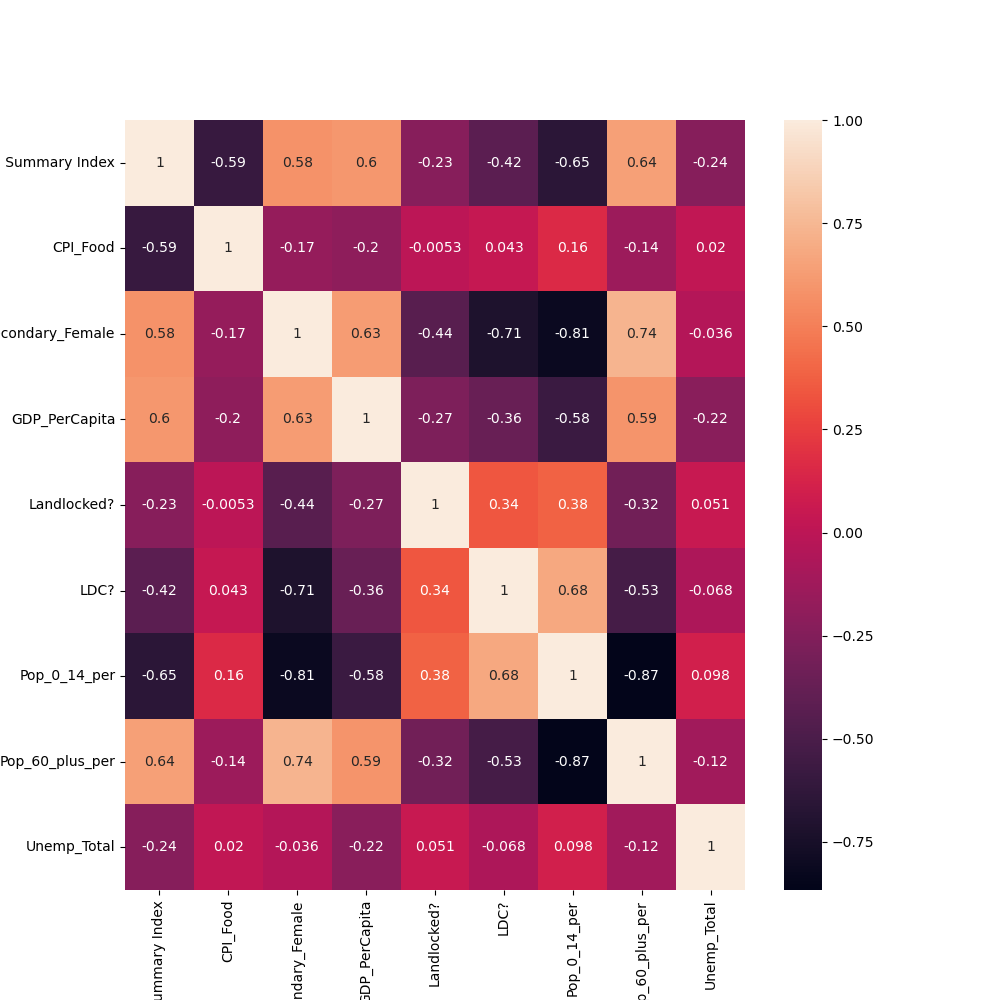 Summary Index 1 -0.59 0.58 0.6 -0.23 -0.42 -0.65 0.64 -0.24
CPI_Food -0.59 1 -0.17 -0.2 -0.0053 0.043 0.16 -0.14 0.02
condary_Female 0.58 -0.17 1 0.63 -0.44 -0.71 -0.81 0.74 -0.036
GDP_PerCapita 0.6 -0.2 0.63 1 -0.27 -0.36 -0.58 0.59 -0.22
Landlocked? -0.23 -0.0053 -0.44 -0.27 1 0.34 0.38 -0.32 0.051
LDC? -0.42 0.043 -0.71 -0.36 0.34 1 0.68 -0.53 -0.068
Pop_0_14_per -0.65 0.16 -0.81 -0.58 0.38 0.68 1 -0.87 0.098
Pop_60_plus_per 0.64 -0.14 0.74 0.59 -0.32 -0.53 -0.87 1 -0.12
Unemp_Total -0.24 0.02 -0.036 -0.22 0.051 -0.068 0.098 -0.12 1
ummary Index
CPI_Food
ndary_Female
GDP_PerCapita
Landlocked?
LDC?
Pop_0_14_per
p_60_plus_per
Unemp_Total
1.00
0.75
0.50
0.25
0.00
−0.25
−0.50
−0.75